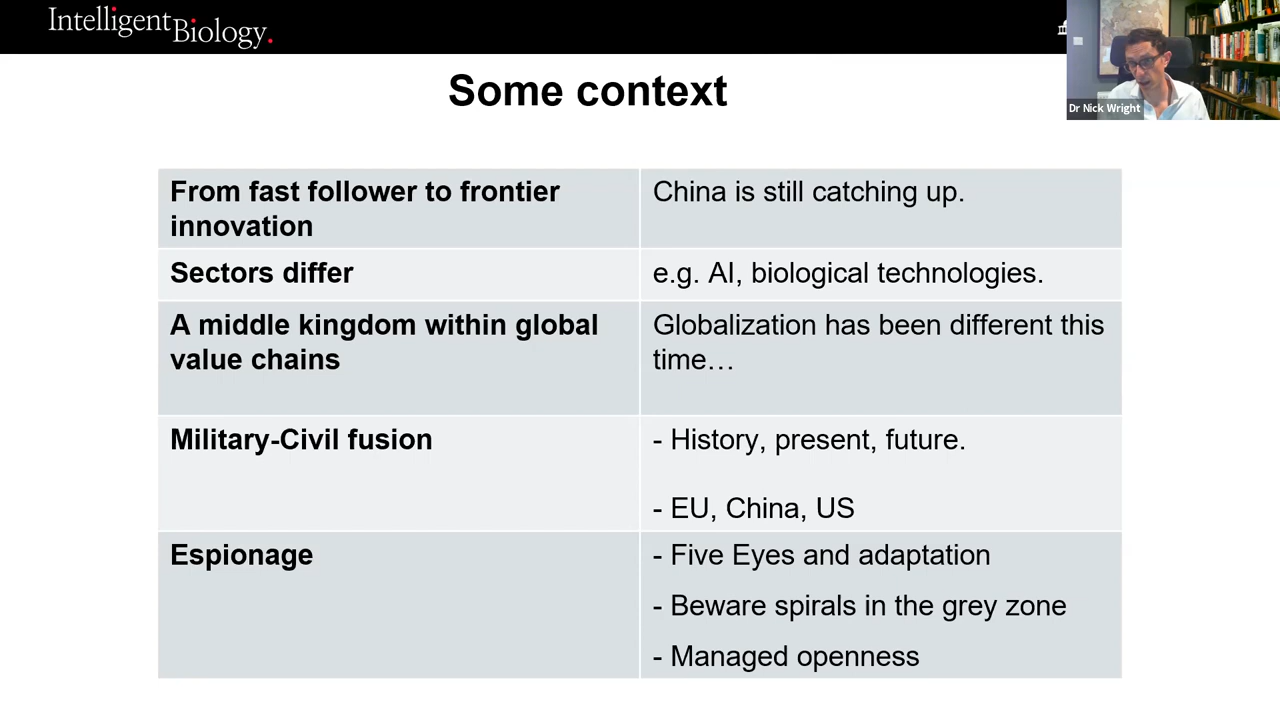 Intelligent Biology.
Dr Nick Wright
Some context
From fast follower to frontier
innovation
China is still catching up.
Sectors differ
e.g. AI, biological technologies.
A middle kingdom within global
value chains
Globalization has been different this
time…
Military-Civil fusion
- History, present, future.
- EU, China, US
Espionage
- Five Eyes and adaptation
- Beware spirals in the grey zone
- Managed openness